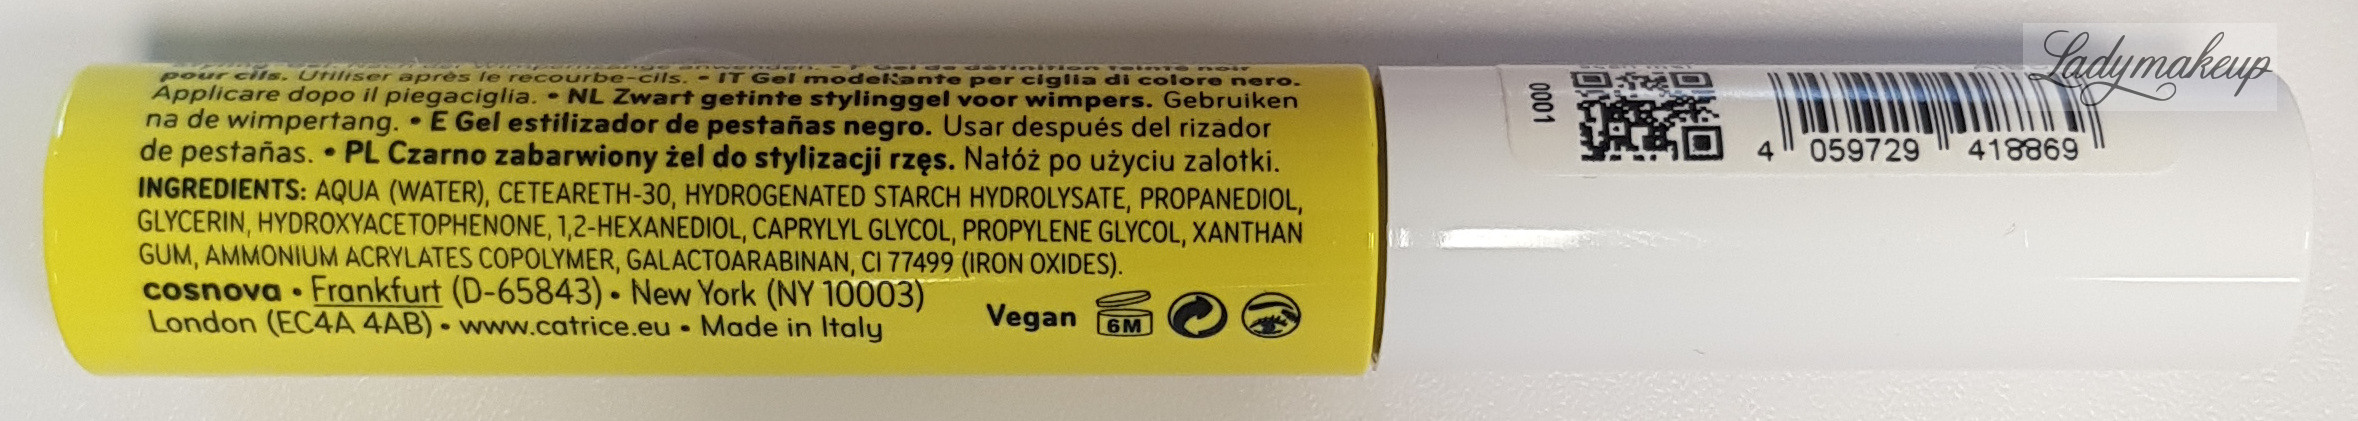 pour cils. Utiliser après le recourbe-cils. • IT Gel modellante per ciglia di colore nero.
Applicare dopo il piegaciglia. • NL Zwart getinte stylinggel voor wimpers. Gebruiken
na de wimpertang. • E Gel estilizador de pestañas negro. Usar después del rizador
de pestañas. • PL Czarno zabarwiony żel do stylizacji rzęs. Nałóż po użyciu zalotki.
INGREDIENTS: AQUA (WATER), CETEARETH-30, HYDROGENATED STARCH HYDROLYSATE, PROPANEDIOL,
GLYCERIN, HYDROXYACETOPHENONE, 1,2-HEXANEDIOL, CAPRYLYL GLYCOL, PROPYLENE GLYCOL, XANTHAN
GUM, AMMONIUM ACRYLATES COPOLYMER, GALACTOARABINAN, CI 77499 (IRON OXIDES).
cosnova • Frankfurt (D-65843) • New York (NY 10003)
London (EC4A 4AB) • www.catrice.eu • Made in Italy
Vegan
6M
0001
4 059729 418869
Ladymakeup